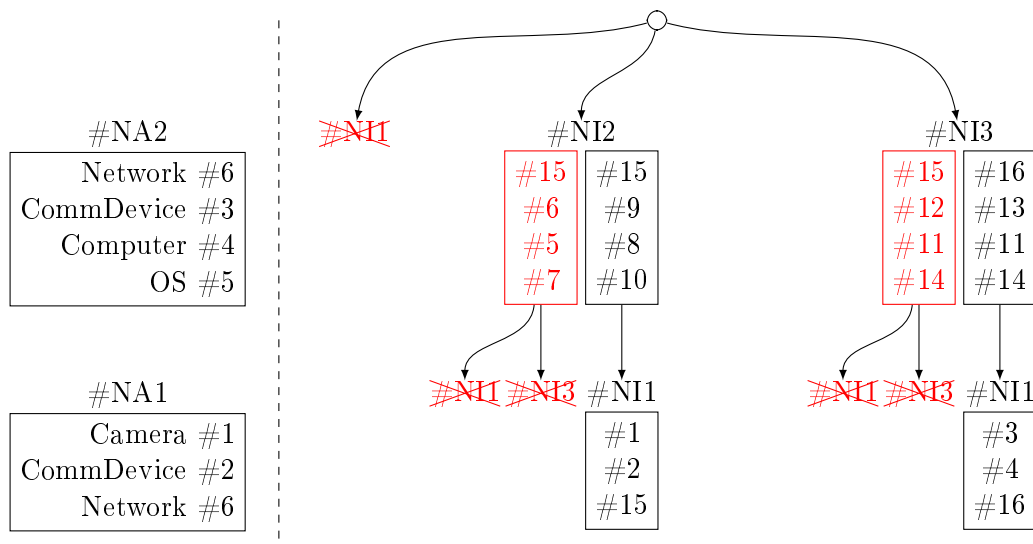 #NA2
Network #6
CommDevice #3
Computer #4
OS #5
#NA1
Camera #1
CommDevice #2
Network #6
#NI1
#NI2
#NI3
#15
#6
#5
#7
#15
#9
#8
#10
#15
#12
#11
#14
#16
#13
#11
#14
#NI1
#NI3
#NI1
#1
#2
#15
#NI1
#NI3
#NI1
#3
#4
#16